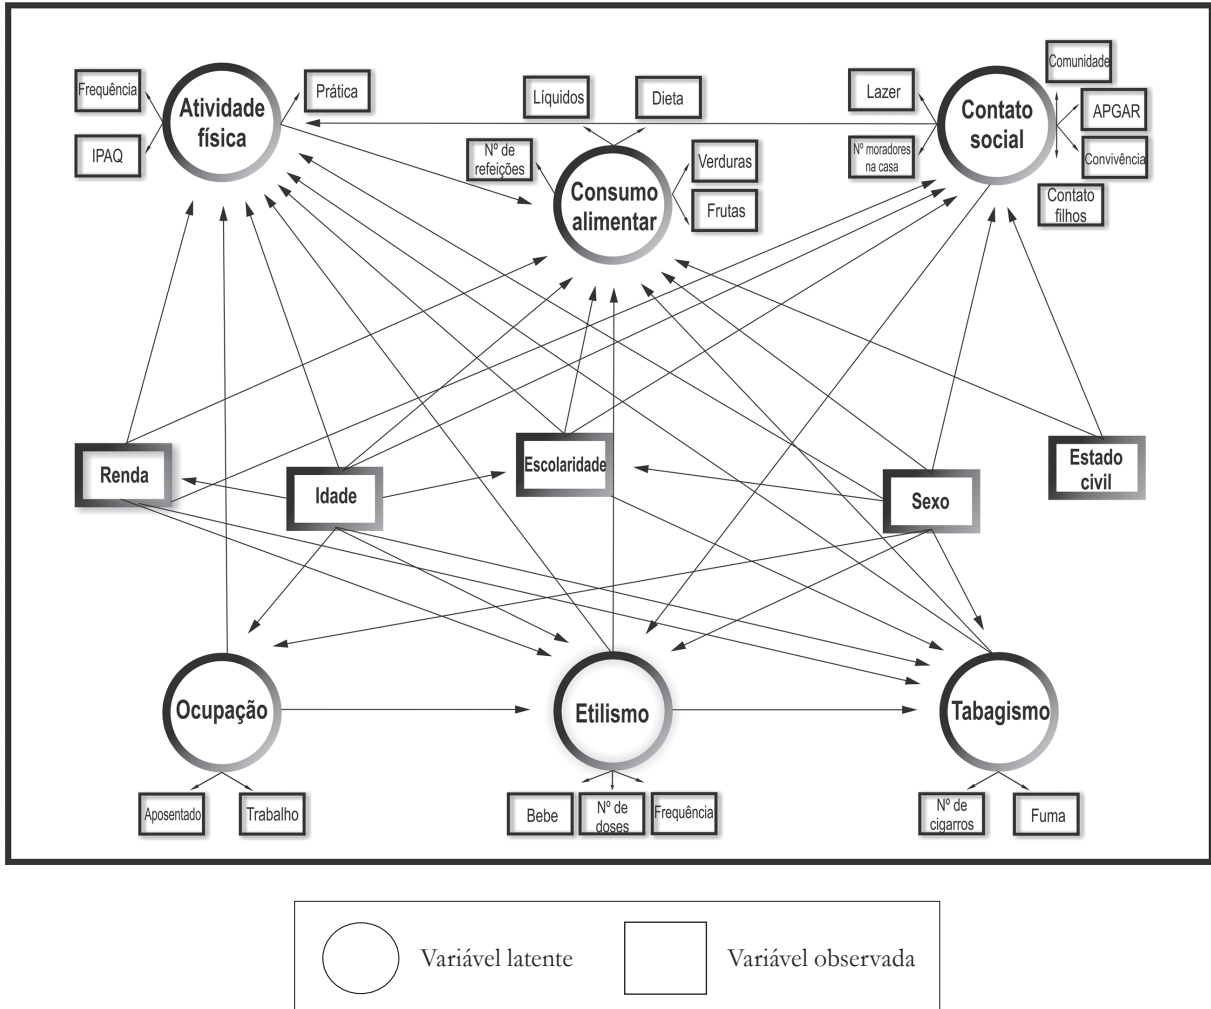 Frequência
IPAQ
Atividade
física
Prática
Líquidos
Dieta
Nº de
refeições
Consumo
alimentar
Verduras
Frutas
Lazer
Nº moradores
na casa
Contato
social
Comunidade
APGAR
Convivência
Contato
filhos
Renda
Idade
Escolaridade
Sexo
Estado
civil
Ocupação
Etilismo
Tabagismo
Aposentado
Trabalho
Bebe
Nº de
doses
Frequência
Nº de
cigarros
Fuma
Variável latente
Variável observada